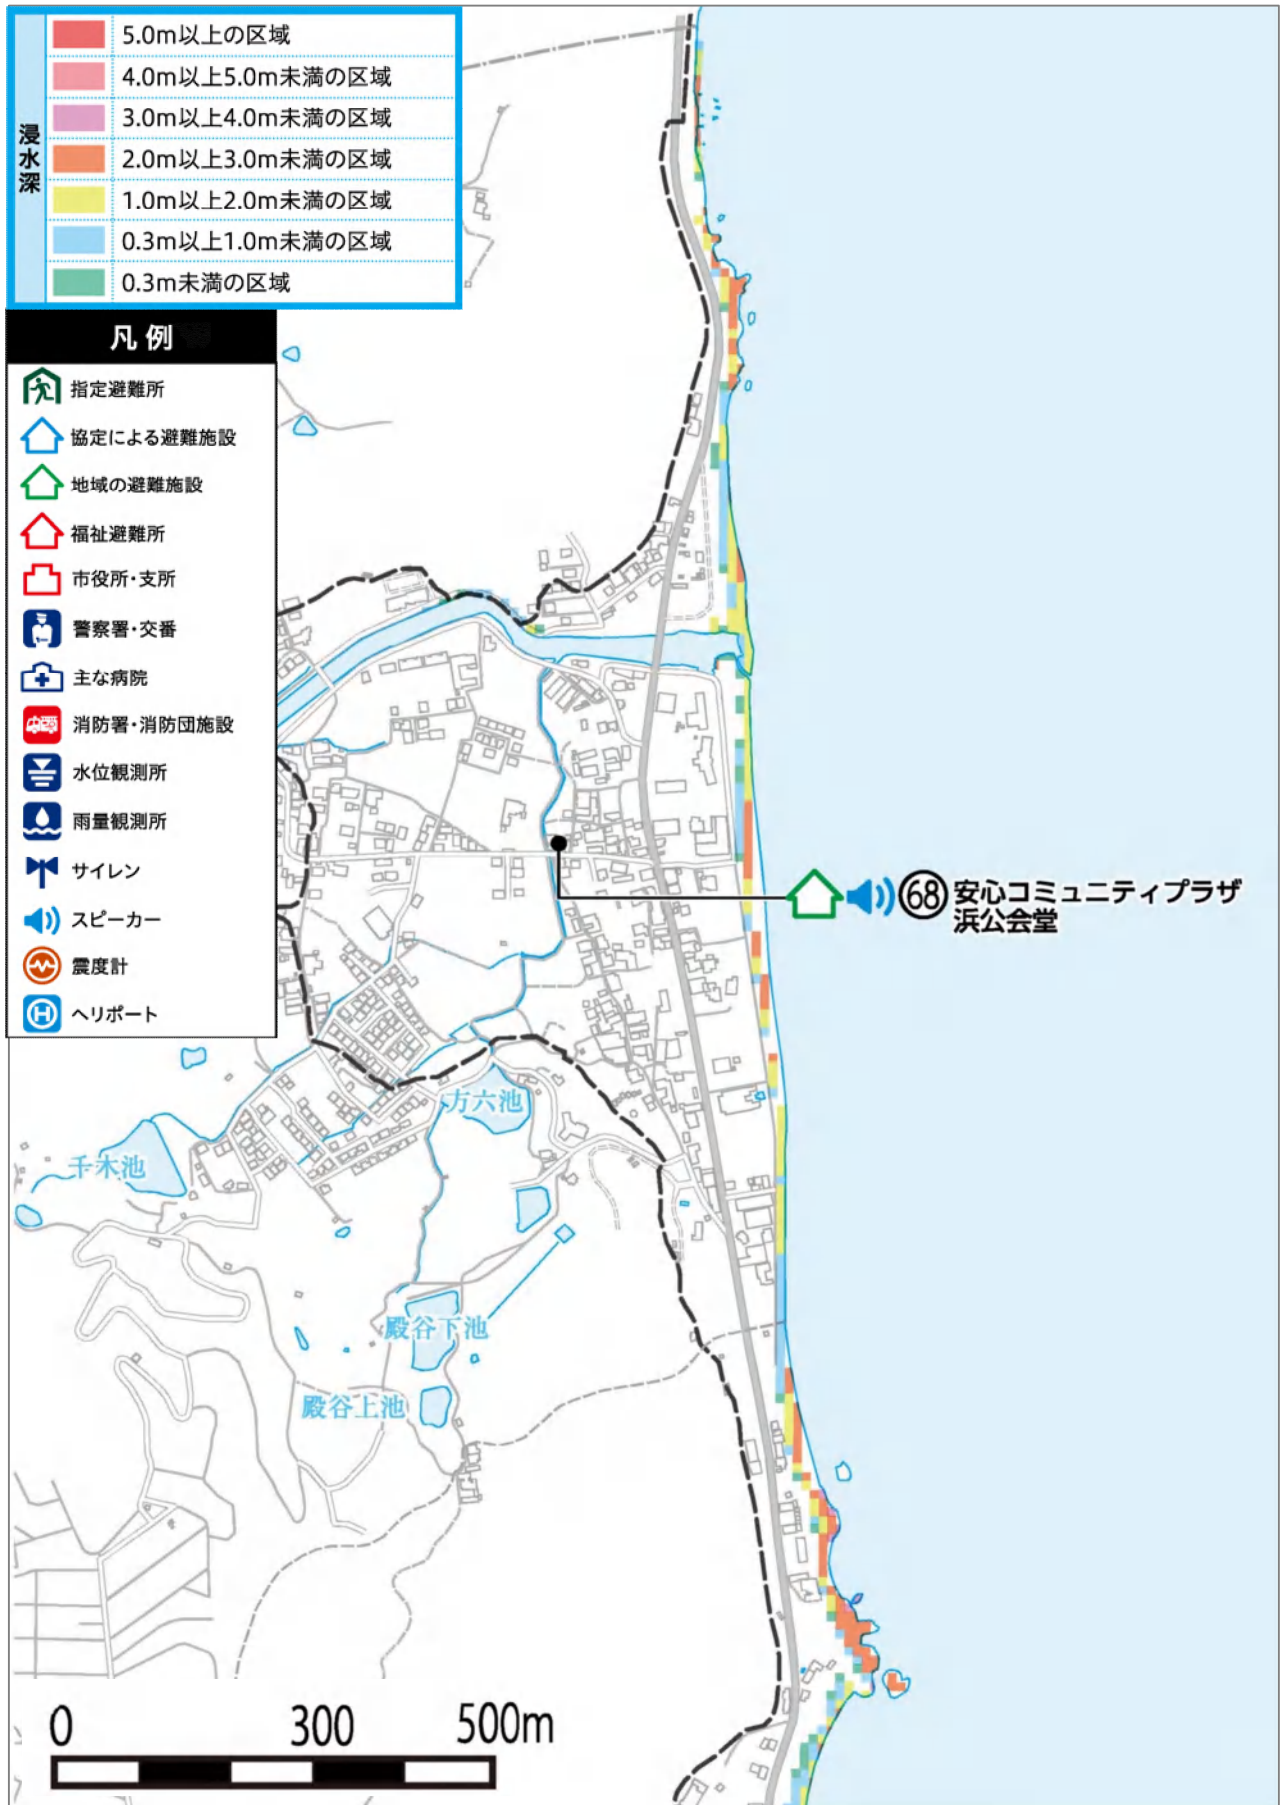 浸水深
5.0m以上の区域
4.0m以上5.0m未満の区域
3.0m以上4.0m未満の区域
2.0m以上3.0m未満の区域
1.0m以上2.0m未満の区域
0.3m以上1.0m未満の区域
0.3m未満の区域
凡例
指定避難所
協定による避難施設
地域の避難施設
福祉避難所
市役所・支所
警察署・交番
主な病院
消防署・消防団施設
水位観測所
雨量観測所
サイレン
スピーカー
震度計
H ヘリポート
68 安心コミュニティプラザ
浜公会堂
方六池
千木池
殿谷下池
殿谷上池
0 300 500m